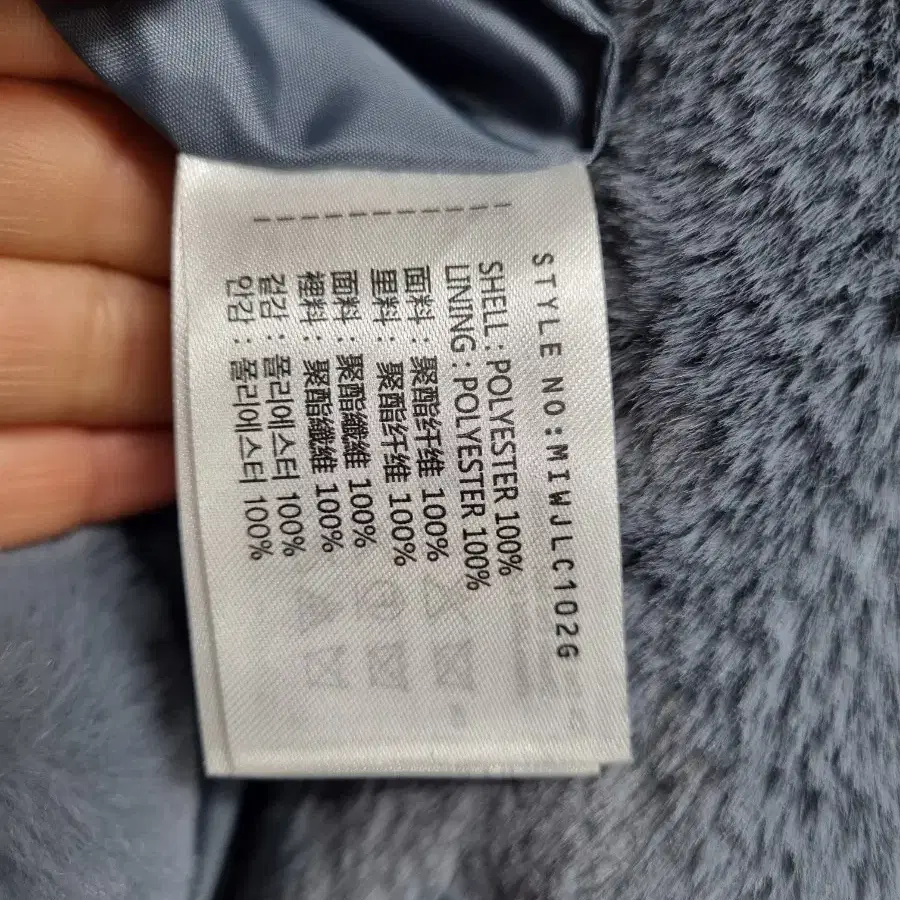 STYLE NO:MIWJLC102G
SHELL : POLYESTER 100%
LINING : POLYESTER 100%
面料 : 聚酯纤维 100%
里料 : 聚酯纤维 100%
面料 : 聚酯纖維 100%
裡料 : 聚酯纖維 100%
겉감 : 폴리에스터 100%
안감 : 폴리에스터 100%